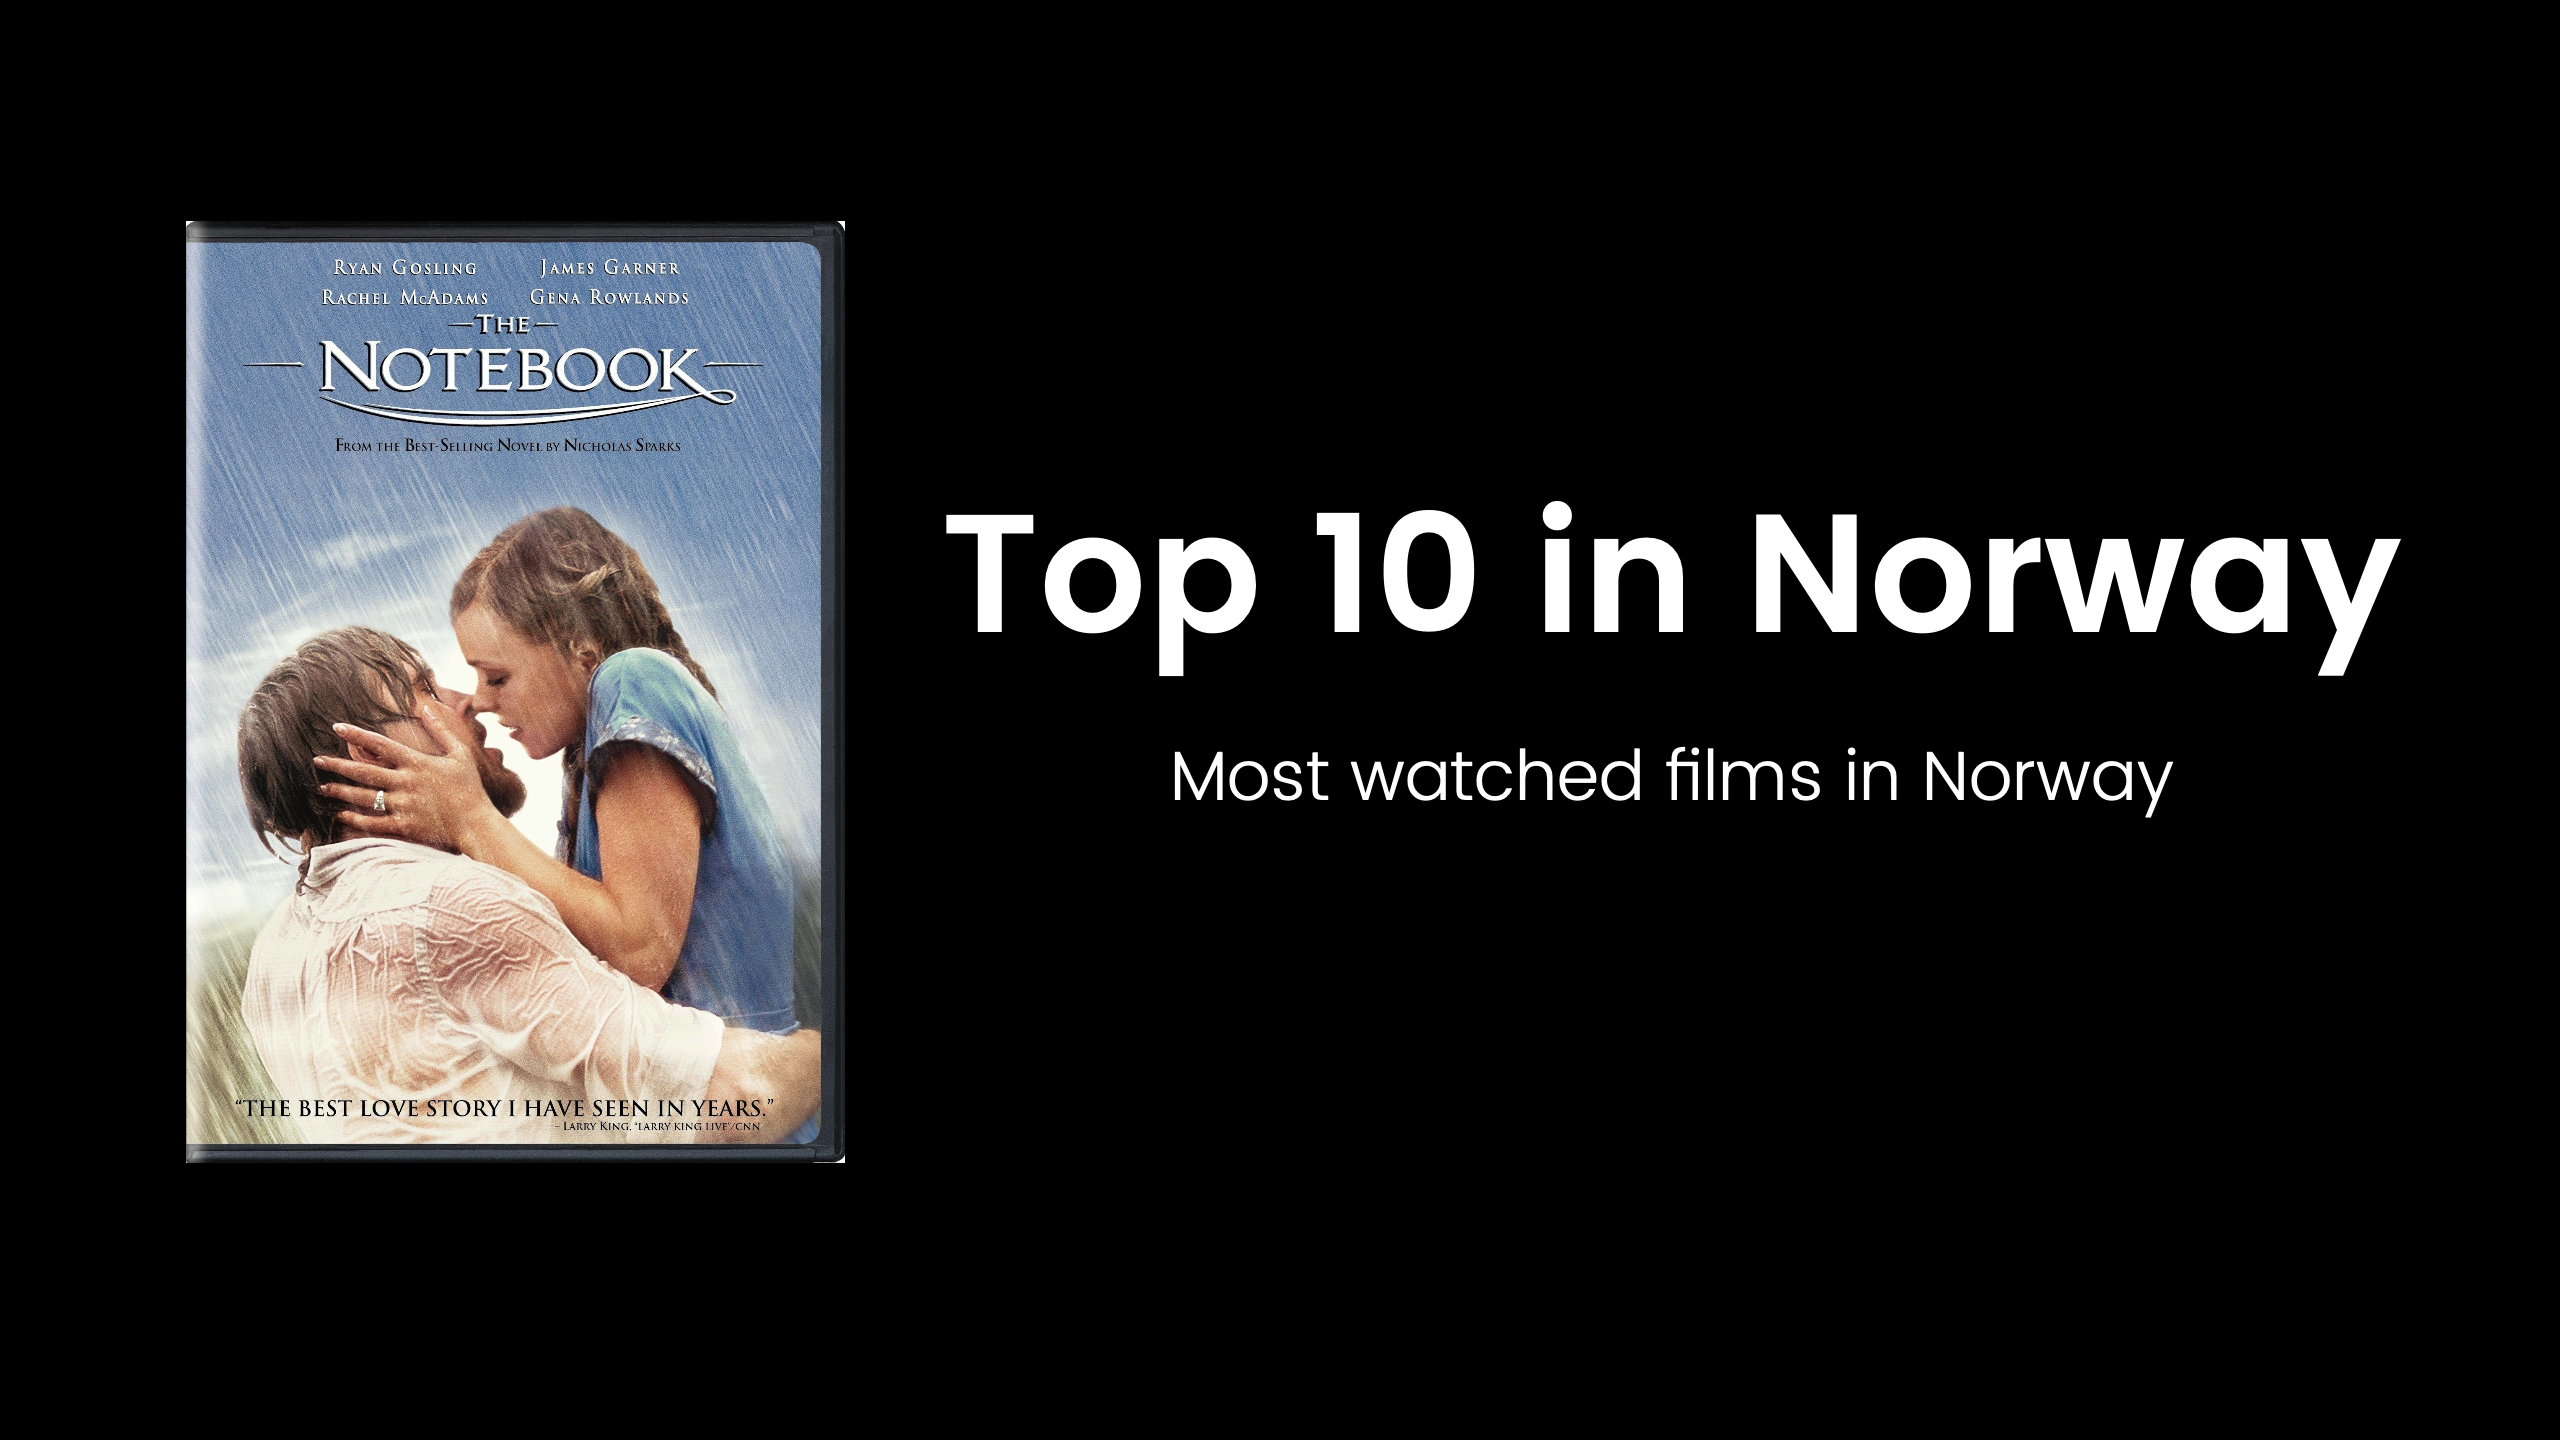 RYAN GOSLING JAMES GARNER
RACHEL MCADAMS GENA ROWLANDS
THE
NOTEBOOK
FROM THE BEST-SELLING NOVEL BY NICHOLAS SPARKS
Top 10 in Norway
Most watched films in Norway
“THE BEST LOVE STORY I HAVE SEEN IN YEARS.”
– LARRY KING, “LARRY KING LIVE”/CNN